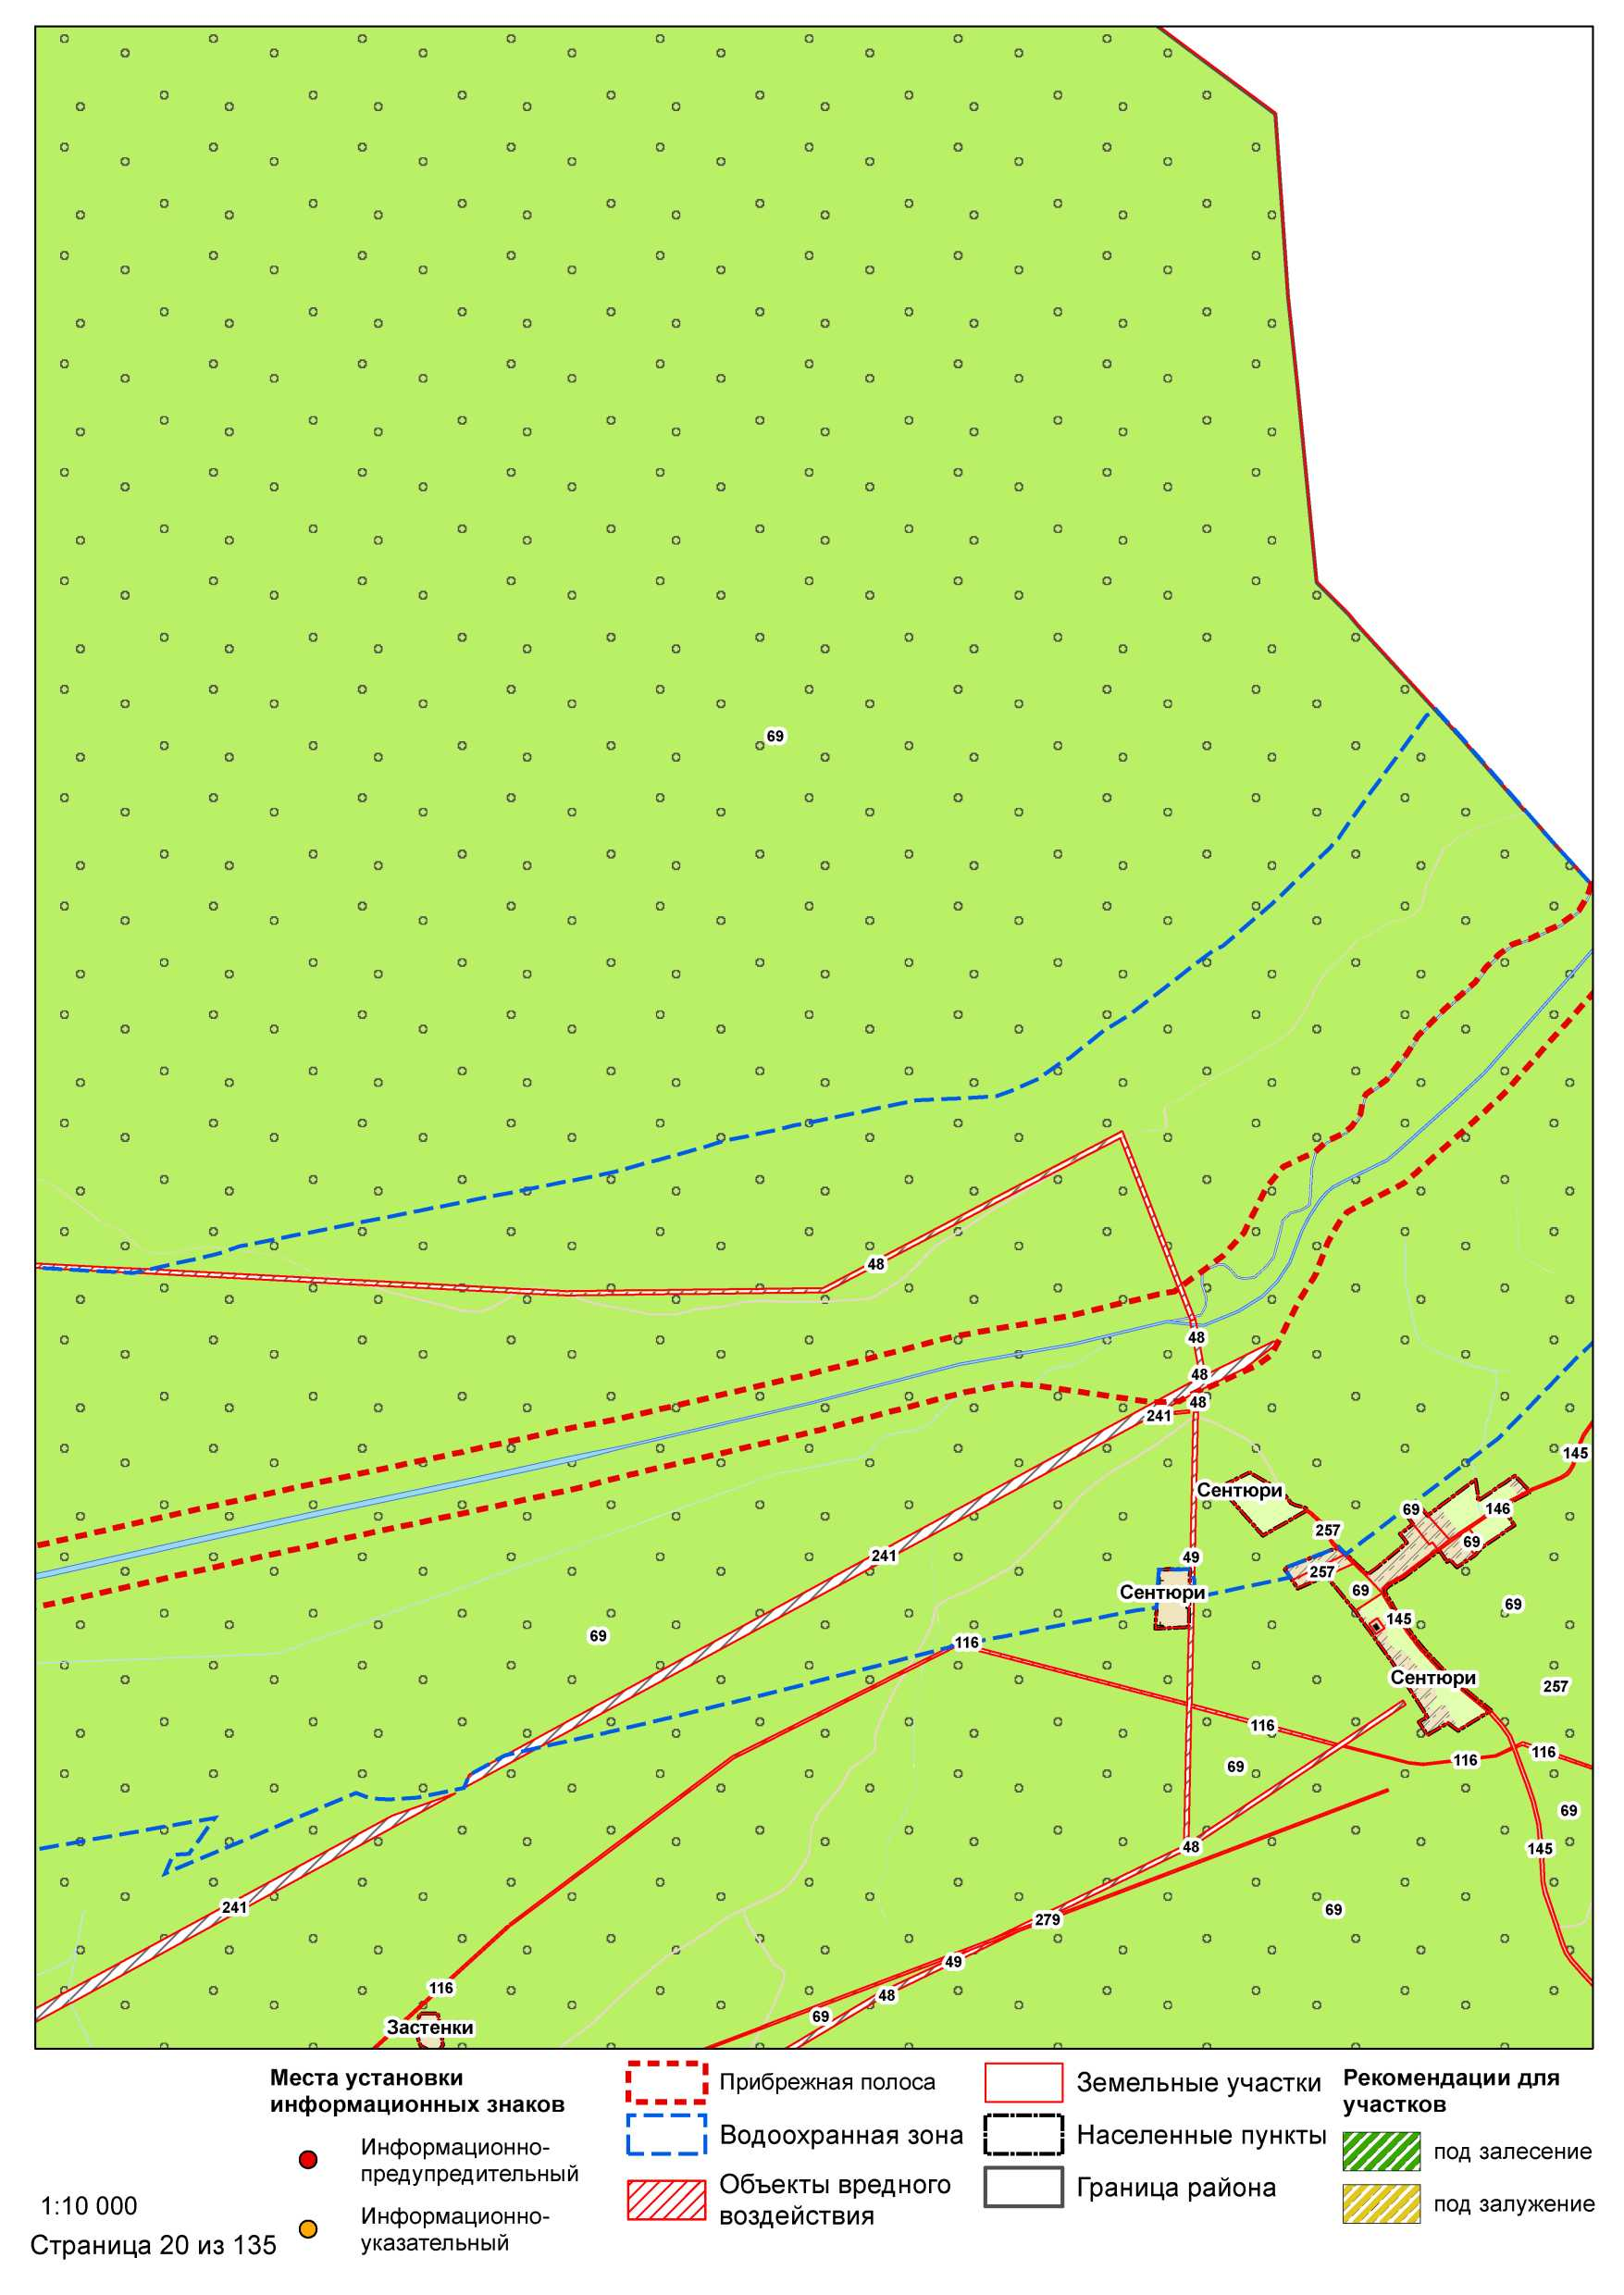 69
48
48
48
48
241
145
Сентюри
69
146
257
69
241
49
257
Сентюри
69
69
145
69
116
Сентюри
257
116
116
116
69
69
48
145
241
69
279
49
116
48
69
Застенки
Места установки
информационных знаков
Информационно-
предупредительный
Информационно-
указательный
Прибрежная полоса
Водоохранная зона
Объекты вредного
воздействия
Земельные участки
Населенные пункты
Граница района
Рекомендации для
участков
под залесение
под залужение
1:10 000
Страница 20 из 135